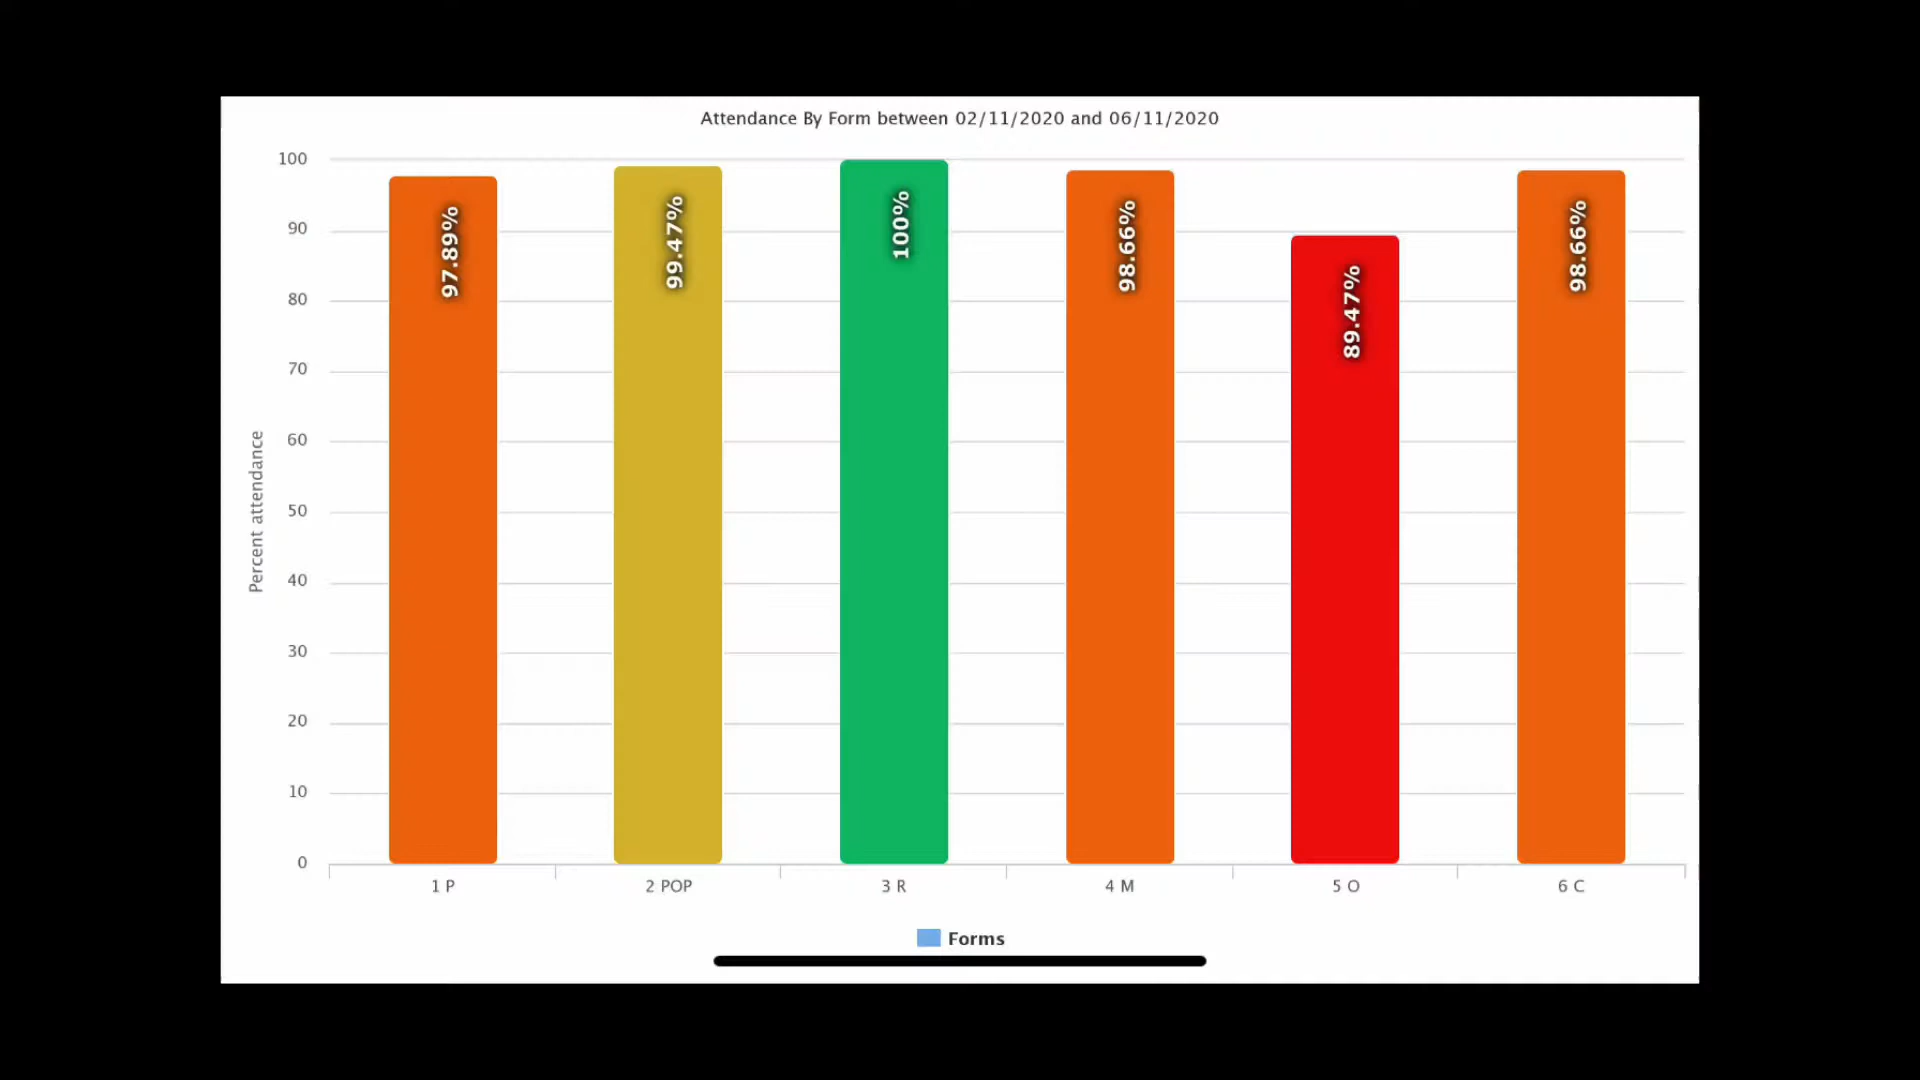 Attendance By Form between 02/11/2020 and 06/11/2020
Percent attendance
100
90
80
70
60
50
40
30
20
10
0
97.89%
99.47%
100%
98.66%
89.47%
98.66%
1 P
2 POP
3 R
4 M
5 O
6 C
Forms